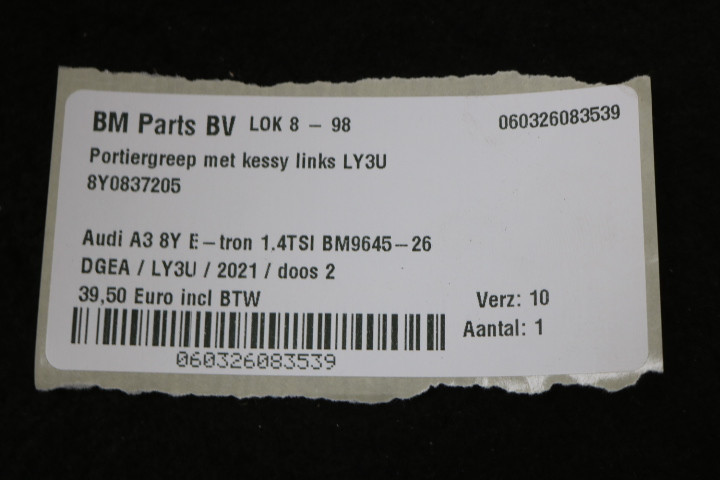 BM Parts BV LOK 8 - 98
060326083539
Portiergreep met kessy links LY3U
8Y0837205
Audi A3 8Y E-tron 1.4TSI BM9645-26
DGEA / LY3U / 2021 / doos 2
39,50 Euro incl BTW
Verz: 10
Aantal: 1
060326083539